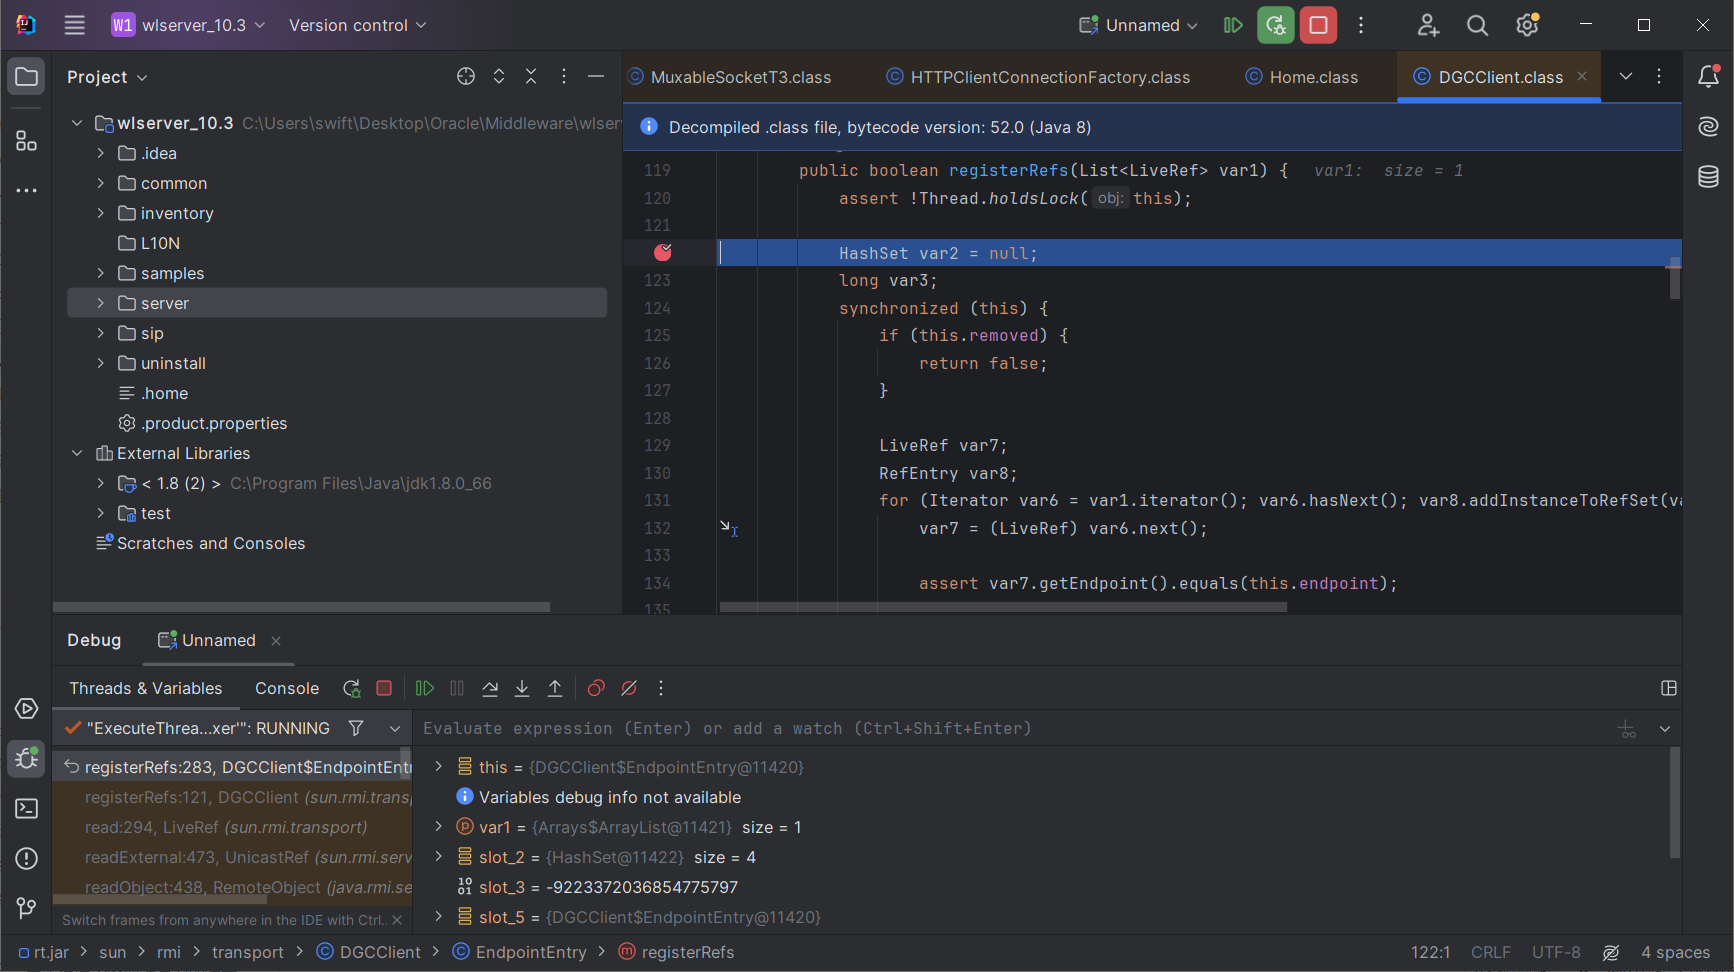 W1 wlserver_10.3 Version control Unnamed
Project
MuxableSocketT3.class HTTPClientConnectionFactory.class Home.class DGCClient.class
wlserver_10.3 C:\Users\swift\Desktop\Oracle\Middleware\wlser
.idea
common
inventory
L10N
samples
server
sip
uninstall
.home
.product.properties
External Libraries
< 1.8 (2) > C:\Program Files\Java\jdk1.8.0_66
test
Scratches and Consoles
Decompiled .class file, bytecode version: 52.0 (Java 8)
119 public boolean registerRefs(List<LiveRef> var1) { var1: size = 1
120 assert !Thread.holdsLock( obj: this);
121
HashSet var2 = null;
123 long var3;
124 synchronized (this) {
125 if (this.removed) {
126 return false;
127 }
128
129 LiveRef var7;
130 RefEntry var8;
131 for (Iterator var6 = var1.iterator(); var6.hasNext(); var8.addInstanceToRefSet(va
132 var7 = (LiveRef) var6.next();
133
134 assert var7.getEndpoint().equals(this.endpoint);
135
Debug Unnamed
Threads & Variables Console
"ExecuteThrea...xer'": RUNNING
registerRefs:283, DGCClient$EndpointEntr
registerRefs:121, DGCClient (sun.rmi.transp
read:294, LiveRef (sun.rmi.transport)
readExternal:473, UnicastRef (sun.rmi.serv
readObject:438, RemoteObject (java.rmi.se
Switch frames from anywhere in the IDE with Ctrl..
Evaluate expression (Enter) or add a watch (Ctrl+Shift+Enter)
this = {DGCClient$EndpointEntry@11420}
Variables debug info not available
var1 = {Arrays$ArrayList@11421} size = 1
slot_2 = {HashSet@11422} size = 4
slot_3 = -9223372036854775797
slot_5 = {DGCClient$EndpointEntry@11420}
rt.jar sun rmi transport DGCClient EndpointEntry registerRefs 122:1 CRLF UTF-8 4 spaces